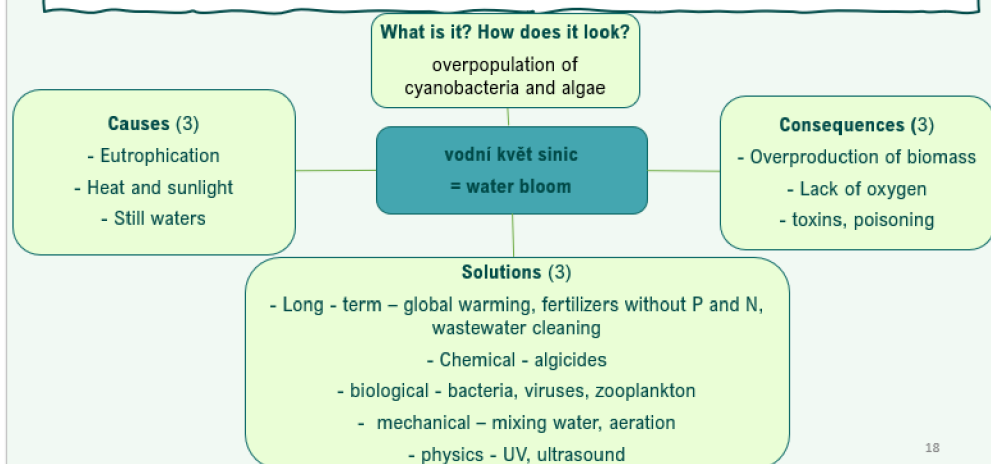 What is it? How does it look?
overpopulation of
cyanobacteria and algae
Causes (3)
- Eutrophication
- Heat and sunlight
- Still waters
vodní květ sinic
= water bloom
Consequences (3)
- Overproduction of biomass
- Lack of oxygen
- toxins, poisoning
Solutions (3)
- Long - term – global warming, fertilizers without P and N,
wastewater cleaning
- Chemical - algicides
- biological - bacteria, viruses, zooplankton
- mechanical – mixing water, aeration
- physics - UV, ultrasound
18